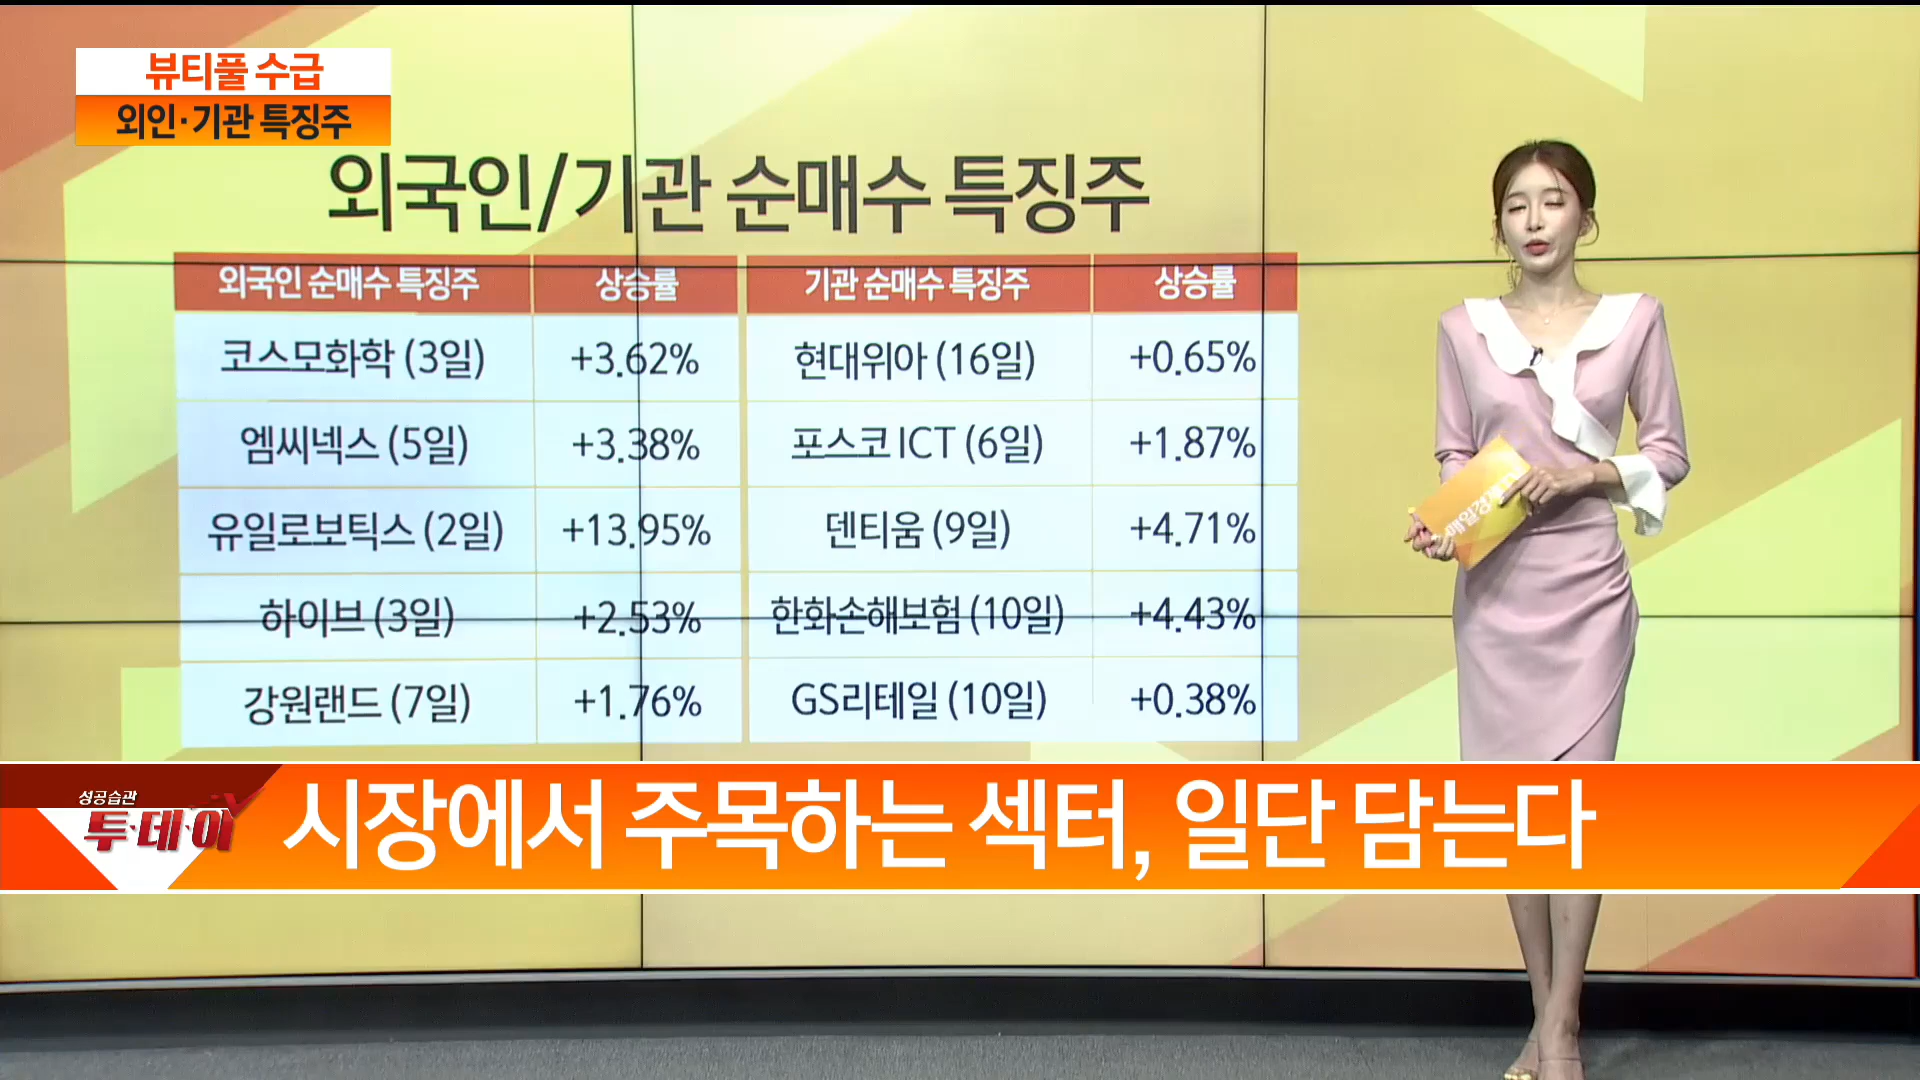 뷰티풀 수급
외인·기관 특징주
외국인/기관 순매수 특징주
외국인 순매수 특징주 상승률 기관 순매수 특징주 상승률
코스모화학 (3일) +3.62% 현대위아 (16일) +0.65%
엠씨넥스 (5일) +3.38% 포스코 ICT (6일) +1.87%
유일로보틱스 (2일) +13.95% 덴티움 (9일) +4.71%
하이브 (3일) +2.53% 한화손해보험 (10일) +4.43%
강원랜드 (7일) +1.76% GS리테일 (10일) +0.38%
매일경제
성공습관
투·데·이
시장에서 주목하는 섹터, 일단 담는다